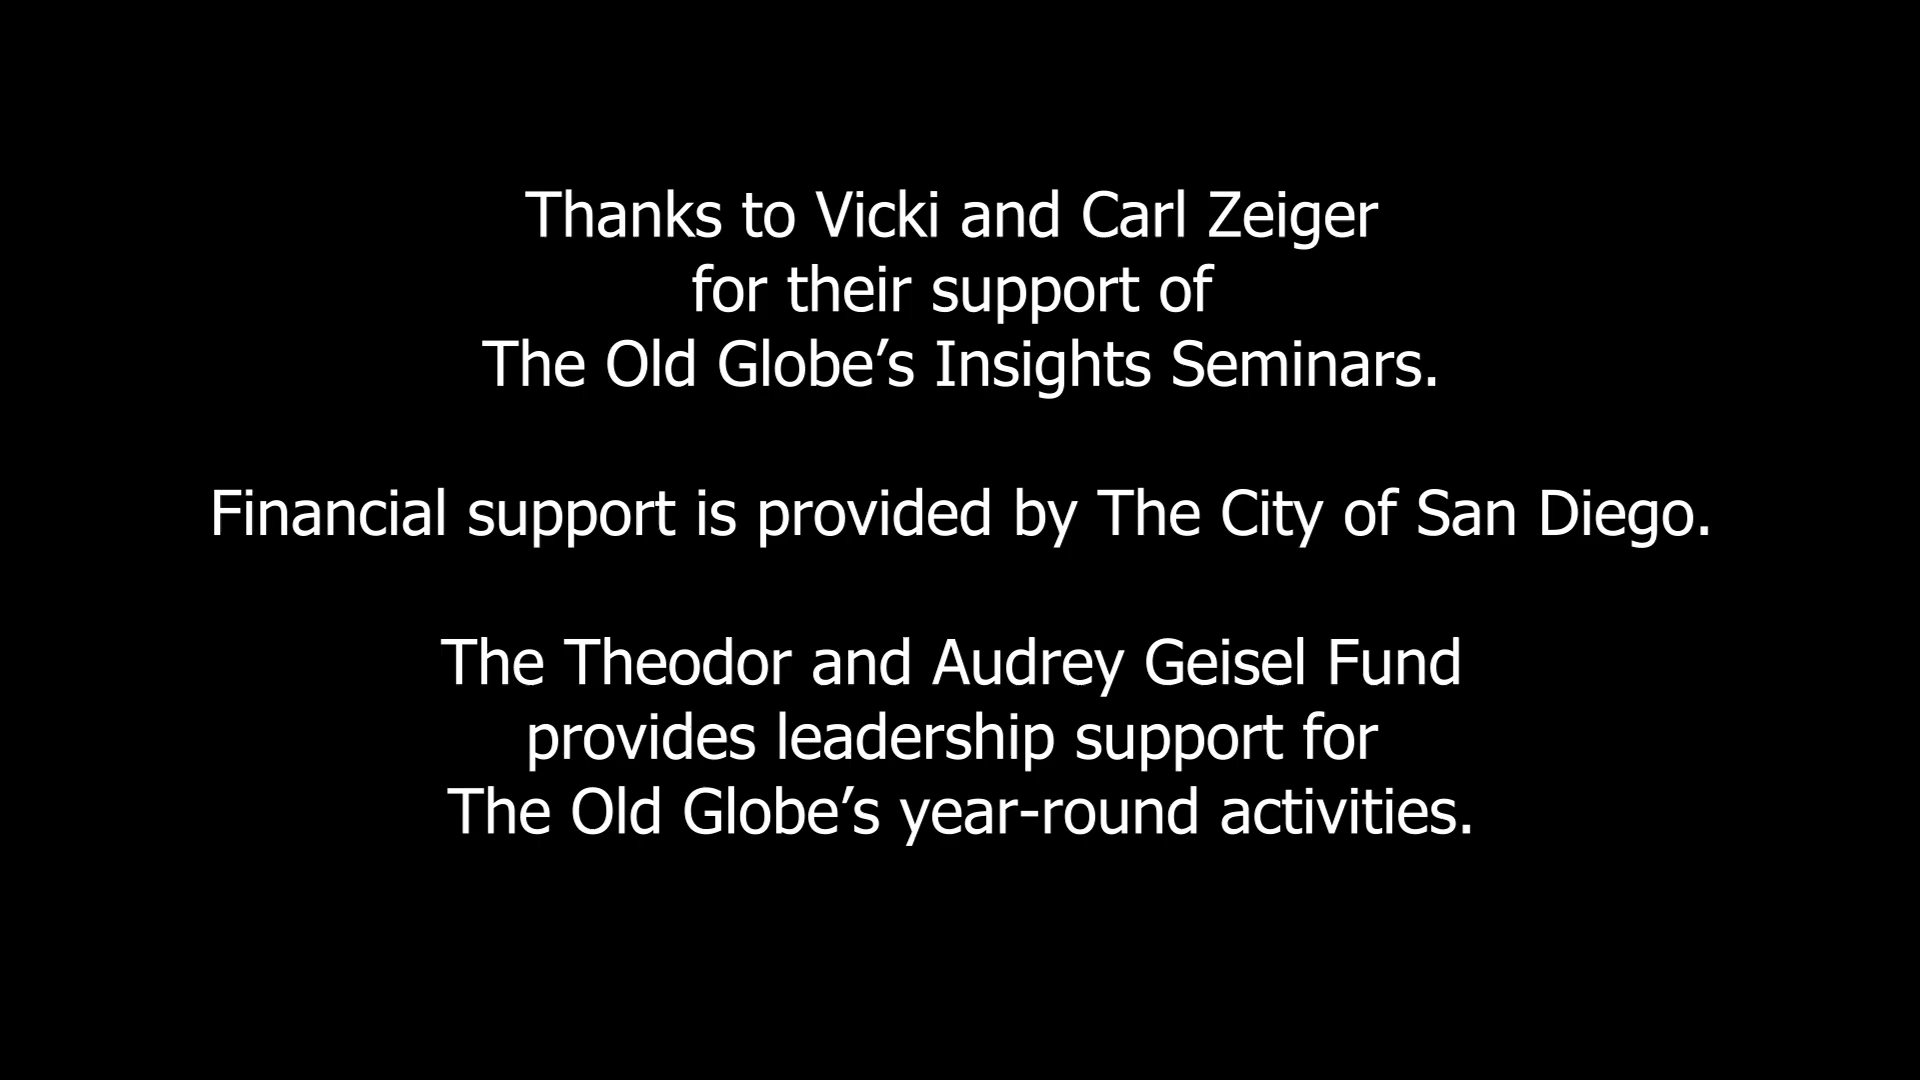 Thanks to Vicki and Carl Zeiger
for their support of
The Old Globe’s Insights Seminars.
Financial support is provided by The City of San Diego.
The Theodor and Audrey Geisel Fund
provides leadership support for
The Old Globe’s year-round activities.